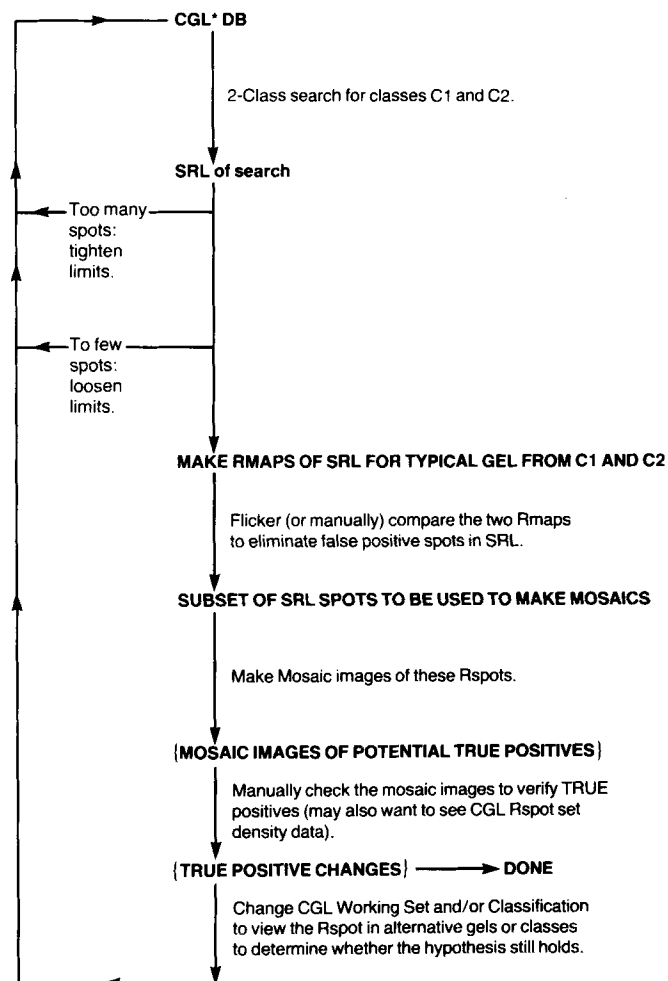 CGL* DB
2-Class search for classes C1 and C2.
SRL of search
Too many
spots:
tighten
limits.
To few
spots:
loosen
limits.
MAKE RMAPS OF SRL FOR TYPICAL GEL FROM C1 AND C2
Flicker (or manually) compare the two Rmaps
to eliminate false positive spots in SRL.
SUBSET OF SRL SPOTS TO BE USED TO MAKE MOSAICS
Make Mosaic images of these Rspots.
{MOSAIC IMAGES OF POTENTIAL TRUE POSITIVES}
Manually check the mosaic images to verify TRUE
positives (may also want to see CGL Rspot set
density data).
{TRUE POSITIVE CHANGES} DONE
Change CGL Working Set and/or Classification
to view the Rspot in alternative gels or classes
to determine whether the hypothesis still holds.